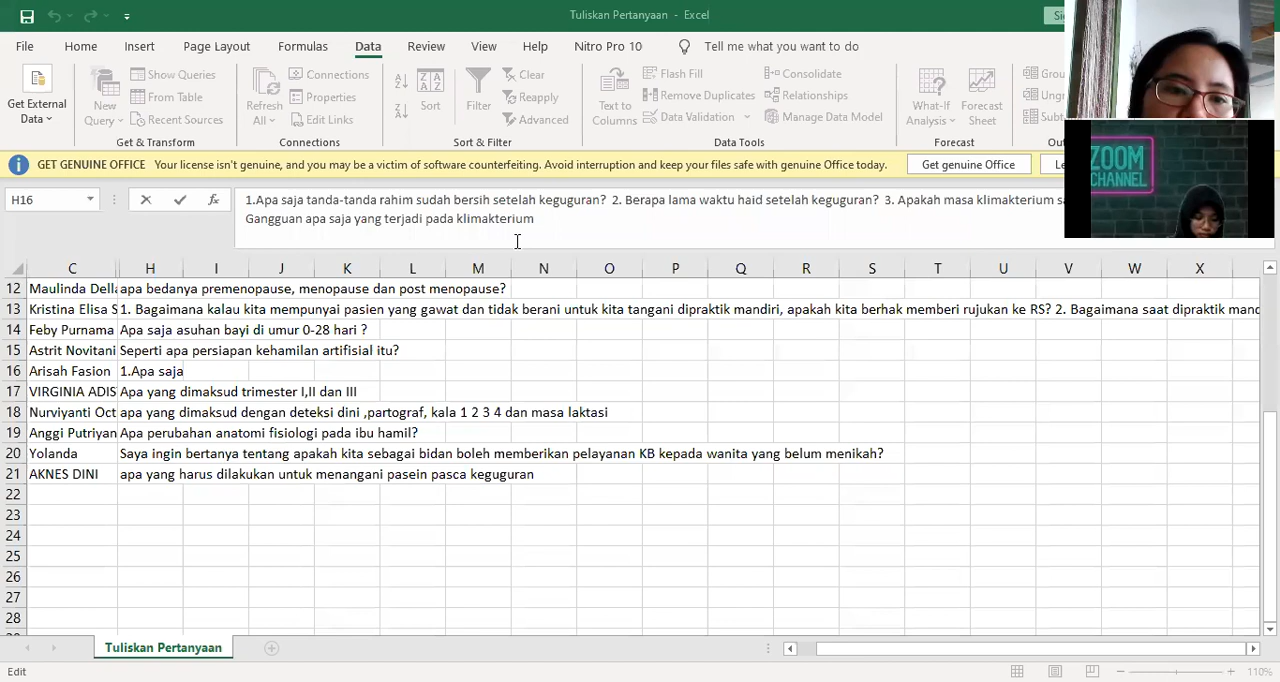 Tuliskan Pertanyaan - Excel
File Home Insert Page Layout Formulas Data Review View Help Nitro Pro 10 Tell me what you want to do
Get External Data
New Query
Show Queries
From Table
Recent Sources
Get & Transform
Refresh All
Connections
Properties
Edit Links
Connections
Sort
Filter
Clear
Reapply
Advanced
Sort & Filter
Text to Columns
Flash Fill
Remove Duplicates
Data Validation
Consolidate
Relationships
Manage Data Model
Data Tools
What-If Analysis
Forecast Sheet
Forecast
GET GENUINE OFFICE Your license isn't genuine, and you may be a victim of software counterfeiting. Avoid interruption and keep your files safe with genuine Office today. Get genuine Office
ZOOM
CHANNEL
H16 fx 1.Apa saja tanda-tanda rahim sudah bersih setelah keguguran? 2. Berapa lama waktu haid setelah keguguran? 3. Apakah masa klimakterium
Gangguan apa saja yang terjadi pada klimakterium
C H I J K L M N O P Q R S T U V W X
12 Maulinda Della apa bedanya premenopause, menopause dan post menopause?
13 Kristina Elisa S 1. Bagaimana kalau kita mempunyai pasien yang gawat dan tidak berani untuk kita tangani dipraktik mandiri, apakah kita berhak memberi rujukan ke RS? 2. Bagaimana saat dipraktik mand
14 Feby Purnama Apa saja asuhan bayi di umur 0-28 hari ?
15 Astrit Novitani Seperti apa persiapan kehamilan artifisial itu?
16 Arisah Fasion 1.Apa saja
17 VIRGINIA ADIS Apa yang dimaksud trimester I,II dan III
18 Nurviyanti Oct apa yang dimaksud dengan deteksi dini ,partograf, kala 1 2 3 4 dan masa laktasi
19 Anggi Putriyan Apa perubahan anatomi fisiologi pada ibu hamil?
20 Yolanda Saya ingin bertanya tentang apakah kita sebagai bidan boleh memberikan pelayanan KB kepada wanita yang belum menikah?
21 AKNES DINI apa yang harus dilakukan untuk menangani pasein pasca keguguran
22
23
24
25
26
27
28
Tuliskan Pertanyaan
Edit 110%